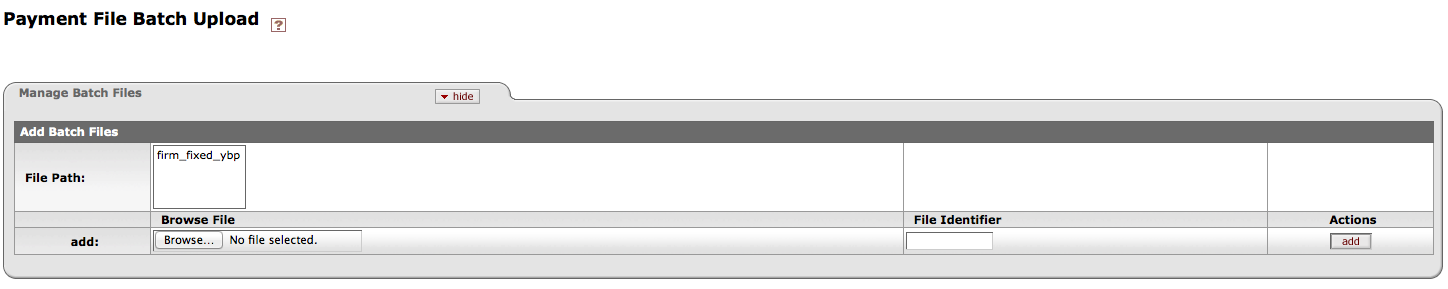 Payment File Batch Upload ?
Manage Batch Files hide
Add Batch Files
File Path: firm_fixed_ybp
Browse File File Identifier Actions
add: Browse... No file selected. add